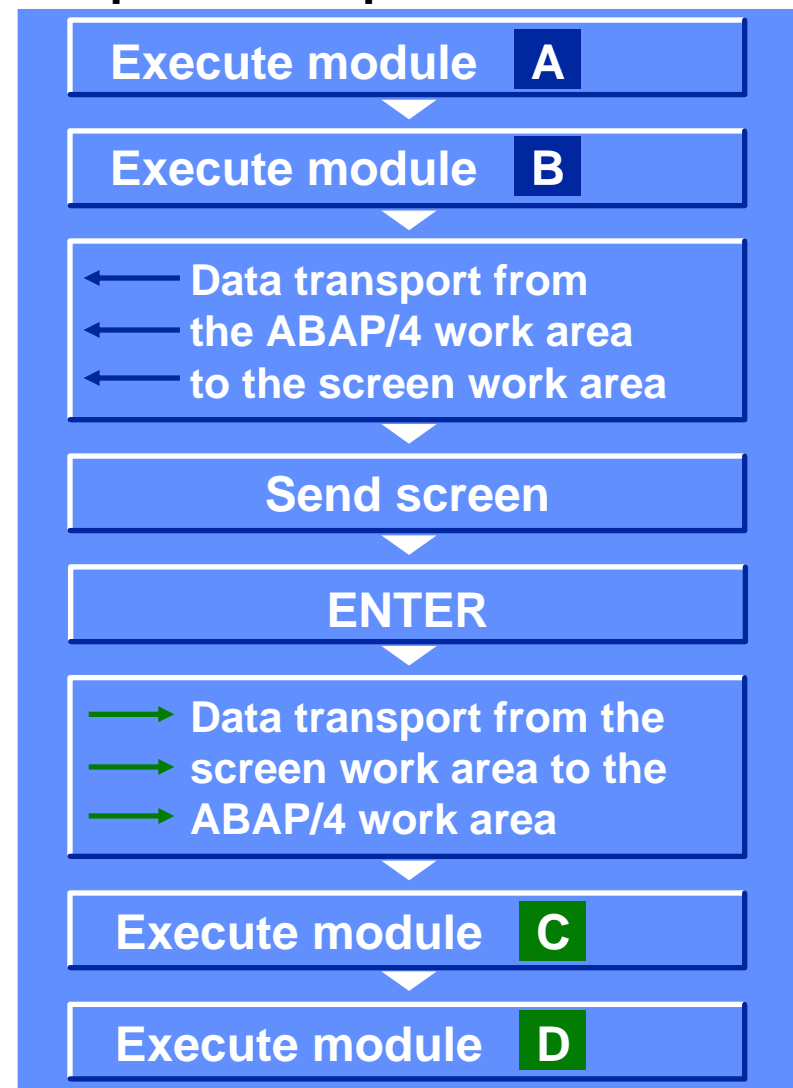 Execute module A
Execute module B
Data transport from
the ABAP/4 work area
to the screen work area
Send screen
ENTER
Data transport from the
screen work area to the
ABAP/4 work area
Execute module C
Execute module D